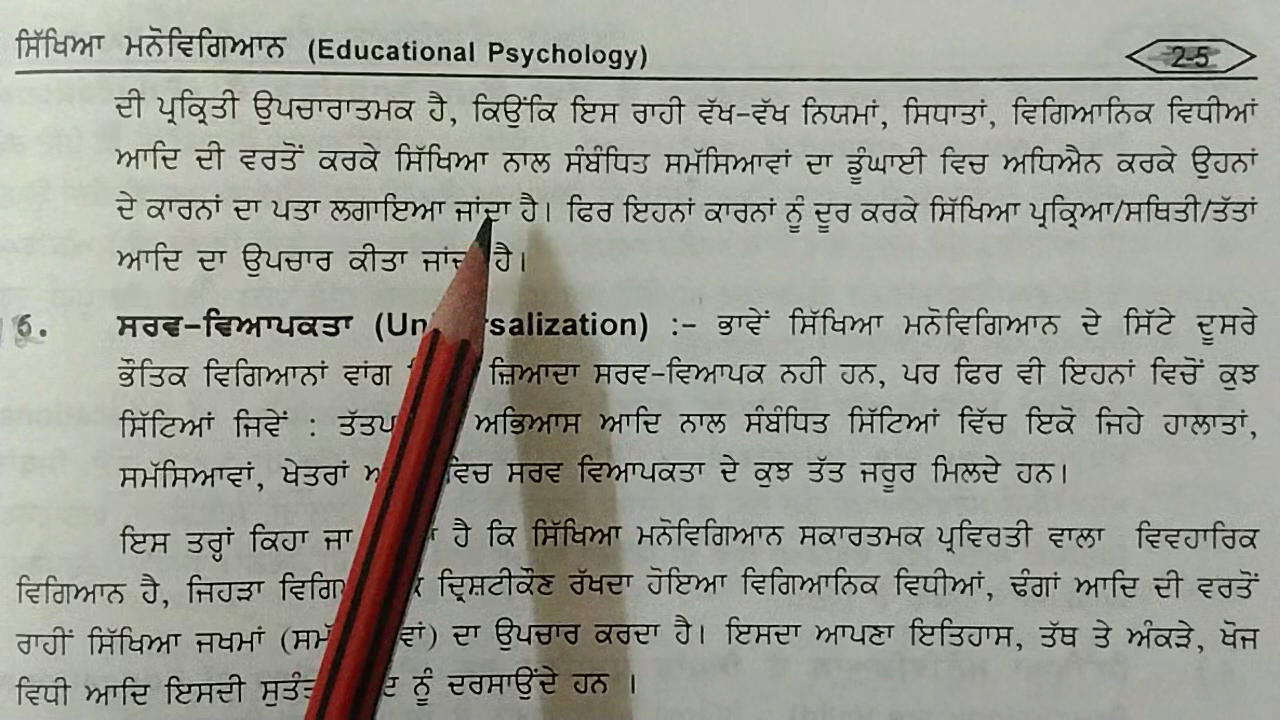 ਸਿੱਖਿਆ ਮਨੋਵਿਗਿਆਨ (Educational Psychology) 2-5
ਦੀ ਪ੍ਰਕ੍ਰਿਤੀ ਉਪਚਾਰਾਤਮਕ ਹੈ, ਕਿਉਂਕਿ ਇਸ ਰਾਹੀ ਵੱਖ-ਵੱਖ ਨਿਯਮਾਂ, ਸਿਧਾਤਾਂ, ਵਿਗਿਆਨਿਕ ਵਿਧੀਆਂ
ਆਦਿ ਦੀ ਵਰਤੋਂ ਕਰਕੇ ਸਿੱਖਿਆ ਨਾਲ ਸੰਬੰਧਿਤ ਸਮੱਸਿਆਵਾਂ ਦਾ ਡੂੰਘਾਈ ਵਿਚ ਅਧਿਐਨ ਕਰਕੇ ਉਹਨਾਂ
ਦੇ ਕਾਰਨਾਂ ਦਾ ਪਤਾ ਲਗਾਇਆ ਜਾਂਦਾ ਹੈ। ਫਿਰ ਇਹਨਾਂ ਕਾਰਨਾਂ ਨੂੰ ਦੂਰ ਕਰਕੇ ਸਿੱਖਿਆ ਪ੍ਰਕ੍ਰਿਆ/ਸਥਿਤੀ/ਤੱਤਾਂ
ਆਦਿ ਦਾ ਉਪਚਾਰ ਕੀਤਾ ਹੈ।
6. ਸਰਵ-ਵਿਆਪਕਤਾ :- ਭਾਵੇਂ ਸਿੱਖਿਆ ਮਨੋਵਿਗਿਆਨ ਦੇ ਸਿੱਟੇ ਦੂਸਰੇ
ਭੌਤਿਕ ਵਿਗਿਆਨਾਂ ਵਾਂਗ ਜ਼ਿਆਦਾ ਸਰਵ-ਵਿਆਪਕ ਨਹੀ ਹਨ, ਪਰ ਫਿਰ ਵੀ ਇਹਨਾਂ ਵਿਚੋਂ ਕੁਝ
ਸਿੱਟਿਆਂ ਜਿਵੇਂ : ਅਭਿਆਸ ਆਦਿ ਨਾਲ ਸੰਬੰਧਿਤ ਸਿੱਟਿਆਂ ਵਿੱਚ ਇਕੋ ਜਿਹੇ ਹਾਲਾਤਾਂ,
ਸਮੱਸਿਆਵਾਂ, ਖੇਤਰਾਂ ਵਿਚ ਸਰਵ ਵਿਆਪਕਤਾ ਦੇ ਕੁਝ ਤੱਤ ਜਰੂਰ ਮਿਲਦੇ ਹਨ।
ਇਸ ਤਰ੍ਹਾਂ ਕਿਹਾ ਜਾ ਹੈ ਕਿ ਸਿੱਖਿਆ ਮਨੋਵਿਗਿਆਨ ਸਕਾਰਤਮਕ ਪ੍ਰਵਿਰਤੀ ਵਾਲਾ ਵਿਵਹਾਰਿਕ
ਵਿਗਿਆਨ ਹੈ, ਜਿਹੜਾ ਦ੍ਰਿਸ਼ਟੀਕੌਣ ਰੱਖਦਾ ਹੋਇਆ ਵਿਗਿਆਨਿਕ ਵਿਧੀਆਂ, ਢੰਗਾਂ ਆਦਿ ਦੀ ਵਰਤੋਂ
ਰਾਹੀਂ ਸਿੱਖਿਆ ਜਖਮਾਂ ਦਾ ਉਪਚਾਰ ਕਰਦਾ ਹੈ। ਇਸਦਾ ਆਪਣਾ ਇਤਿਹਾਸ, ਤੱਥ ਤੇ ਅੰਕੜੇ, ਖੋਜ
ਵਿਧੀ ਆਦਿ ਇਸਦੀ ਨੂੰ ਦਰਸਾਉਂਦੇ ਹਨ ।